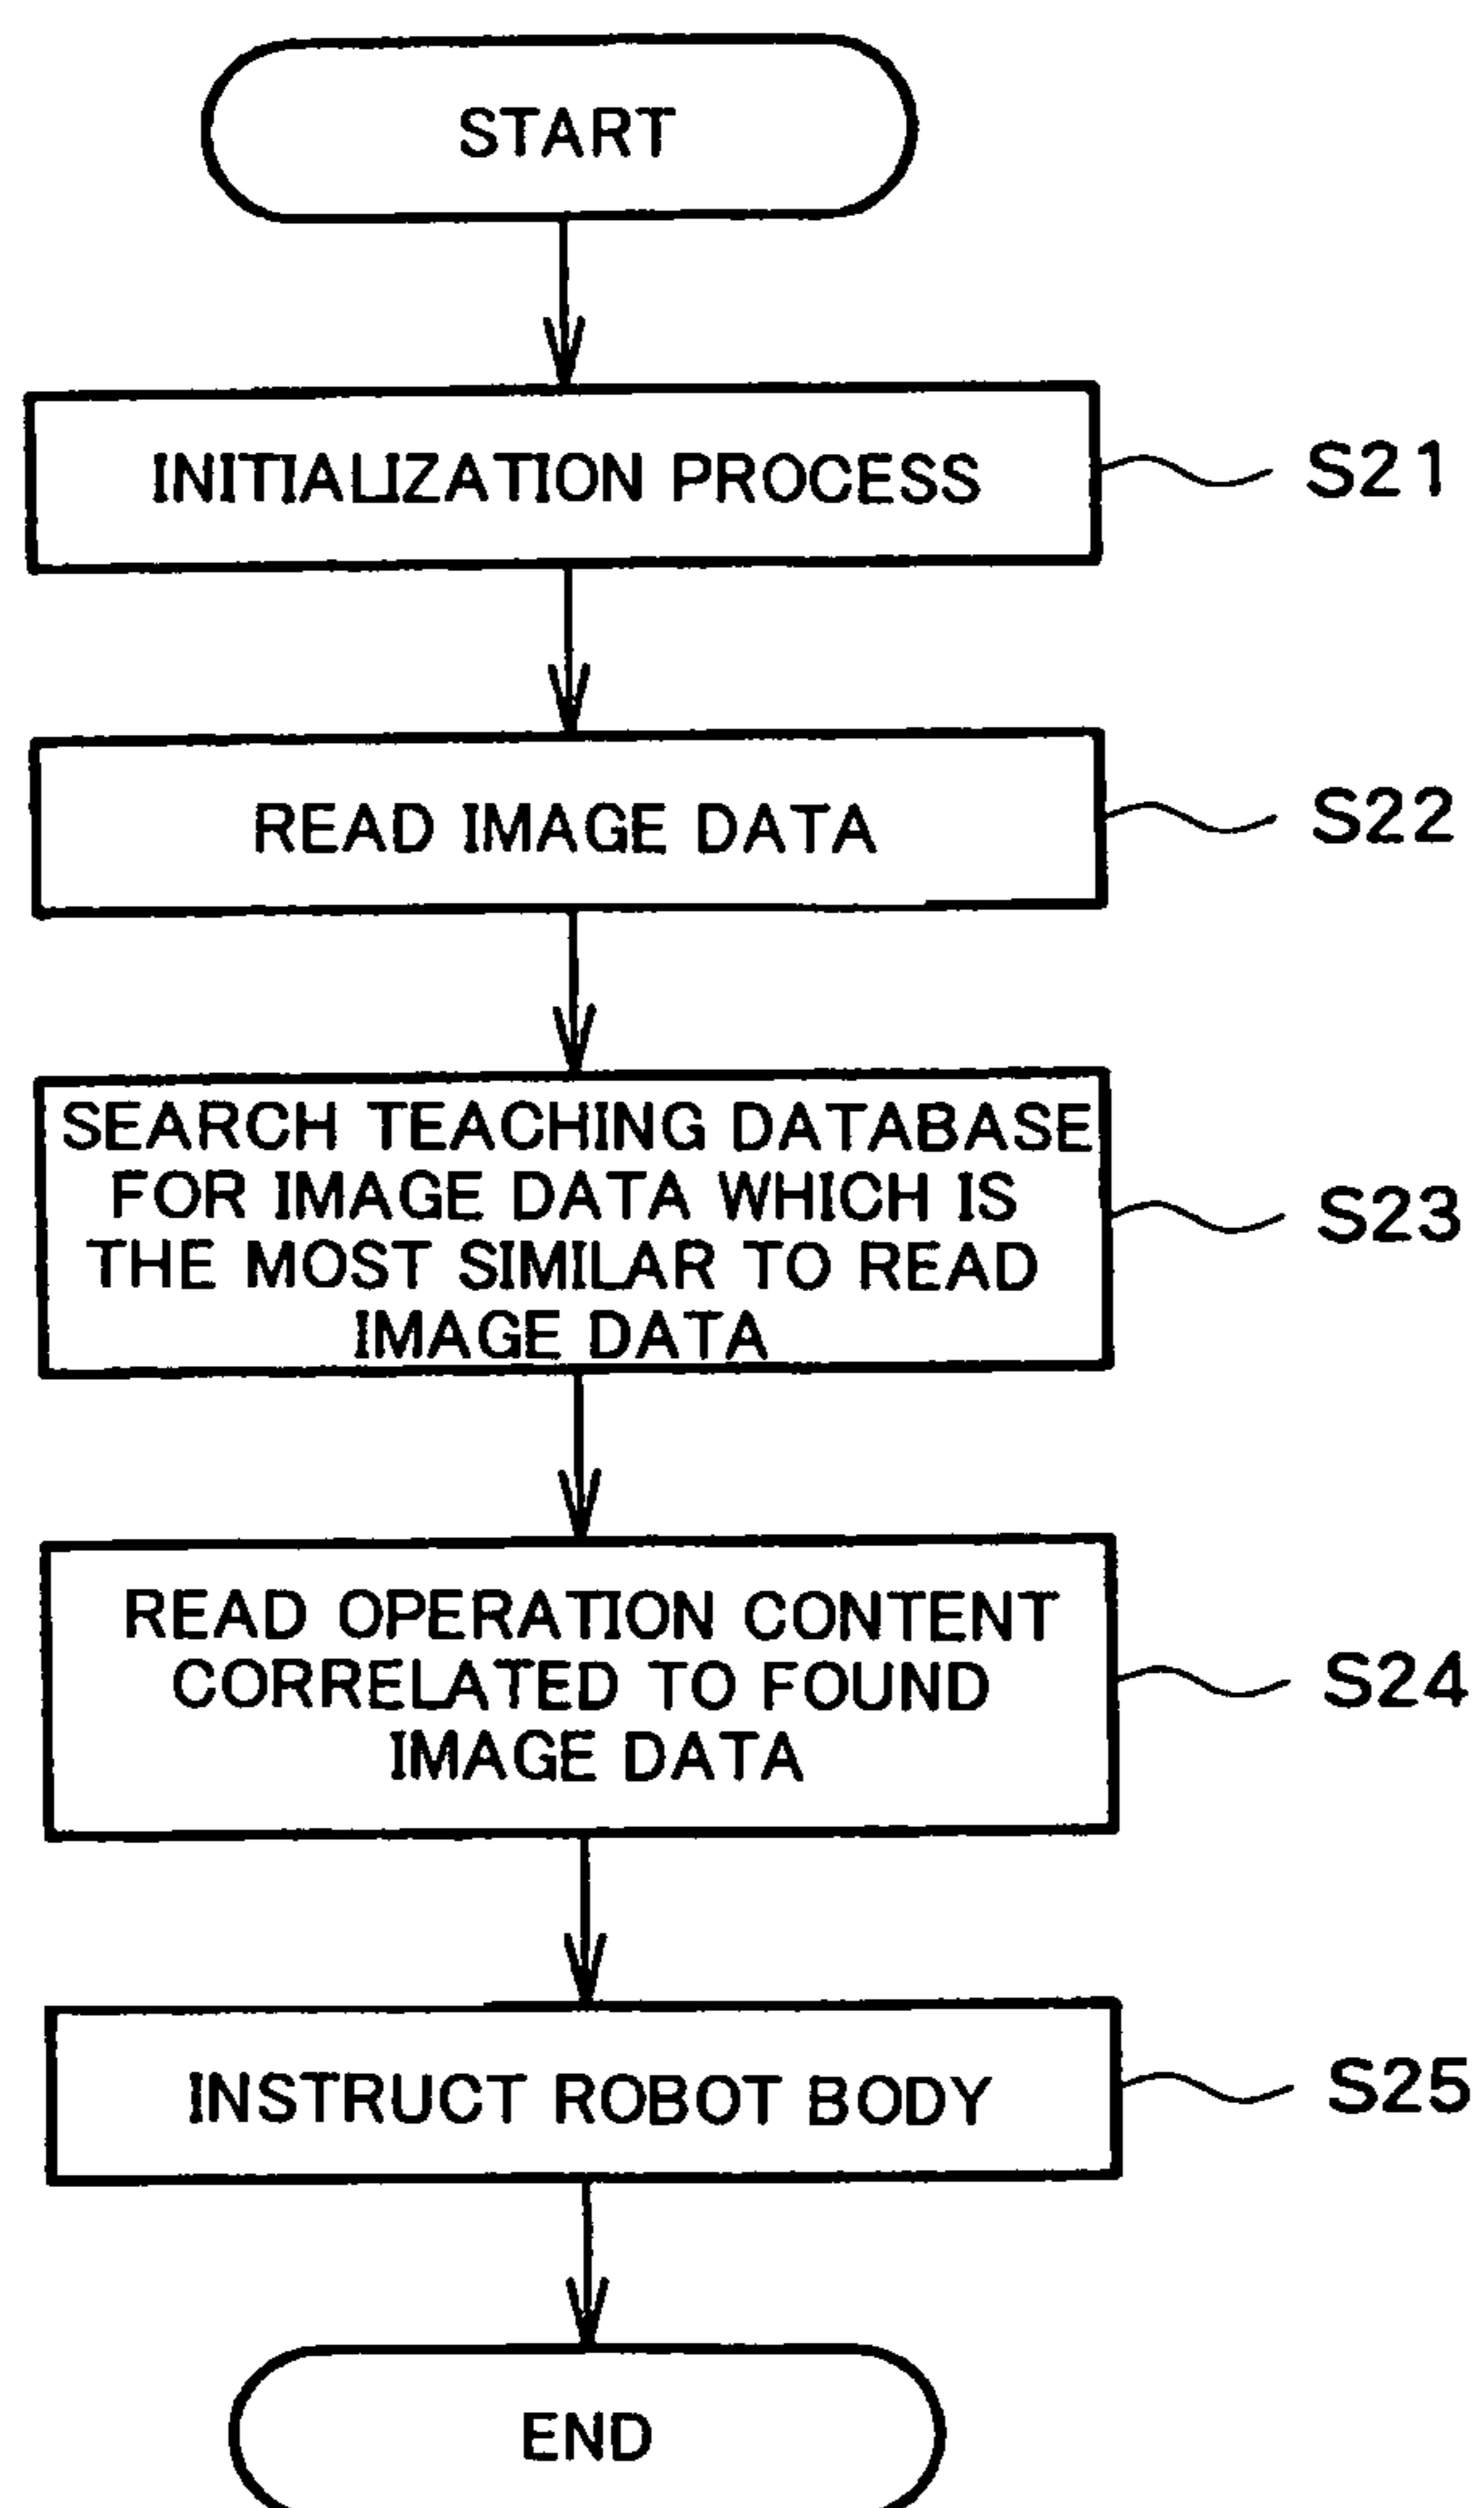 START
INITIALIZATION PROCESS
S21
READ IMAGE DATA
S22
SEARCH TEACHING DATABASE
FOR IMAGE DATA WHICH IS
THE MOST SIMILAR TO READ
IMAGE DATA
S23
READ OPERATION CONTENT
CORRELATED TO FOUND
IMAGE DATA
S24
INSTRUCT ROBOT BODY
S25
END